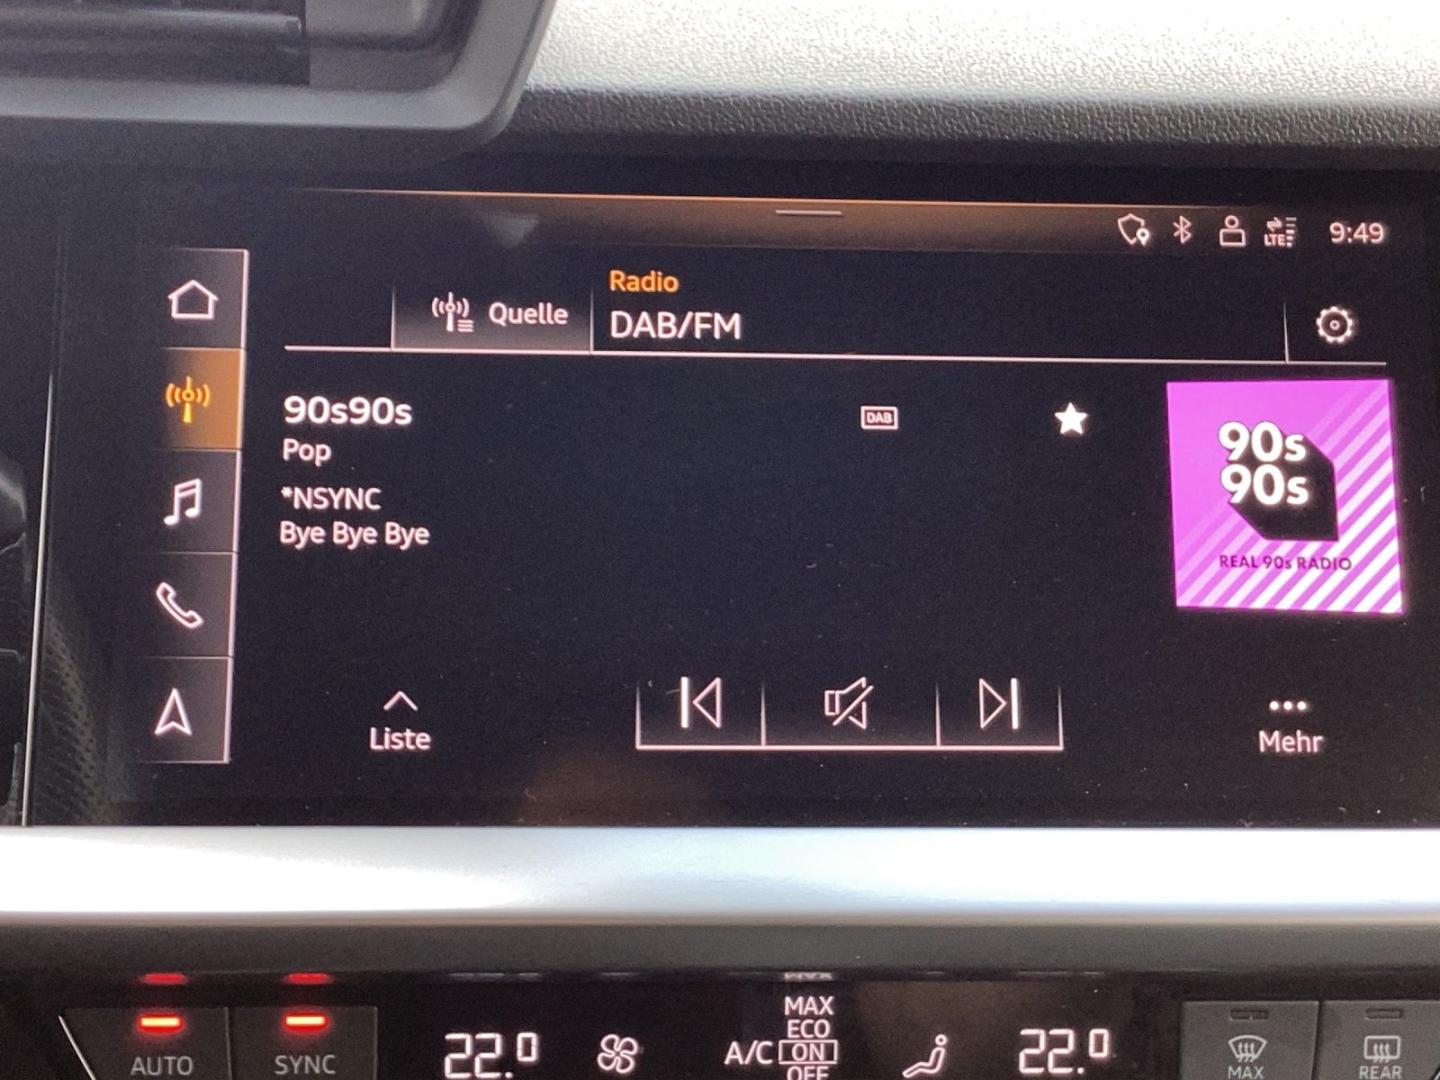 LTE 9:49
Radio
Quelle
DAB/FM
90s90s
DAB
Pop
*NSYNC
Bye Bye Bye
90s
90s
REAL 90s RADIO
Liste
Mehr
MAX
ECO
22.0 A/C ON 22.0
OFF
AUTO SYNC MAX REAR